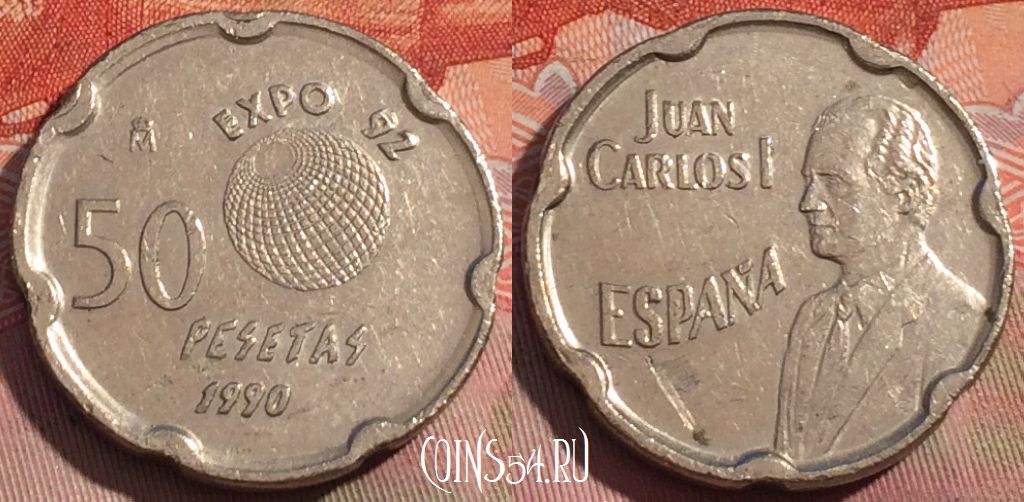 EXPO 92
M
50
PESETAS
1990
JUAN
CARLOS I
ESPAÑA
COINS54.RU